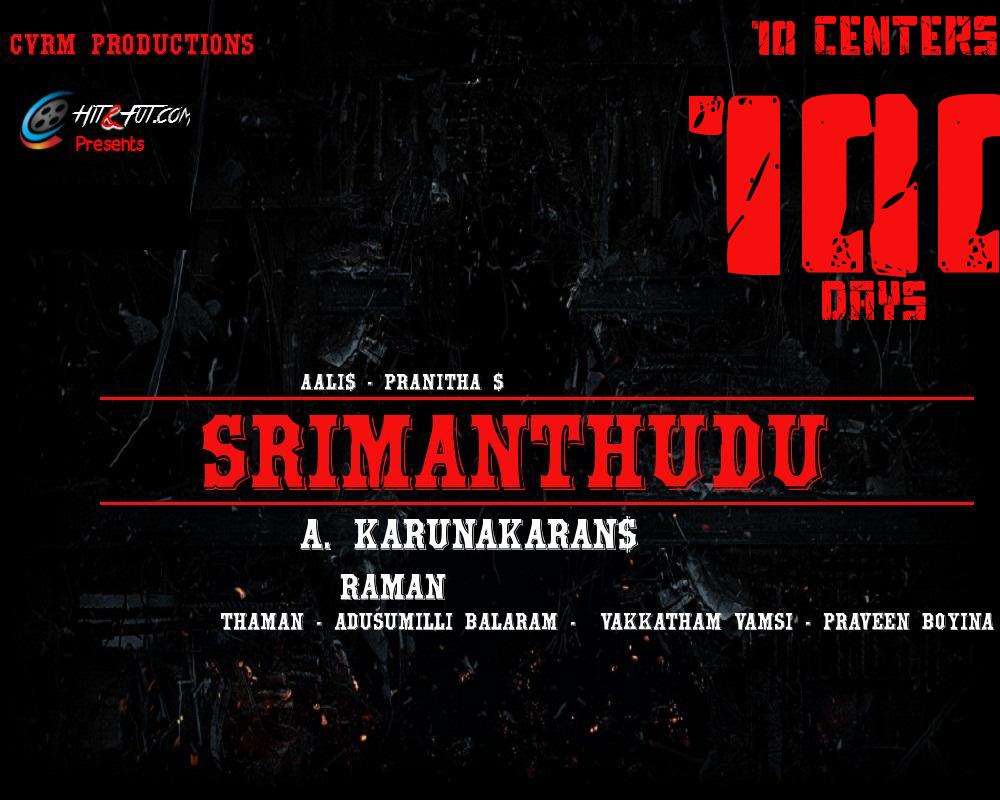 CVRM PRODUCTIONS
10 CENTERS
HIT&FUT.COM
Presents
100
DAYS
AALI$ - PRANITHA $
SRIMANTHUDU
A. KARUNAKARAN$
RAMAN
THAMAN - ADUSUMILLI BALARAM - VAKKATHAM VAMSI - PRAVEEN BOYINA